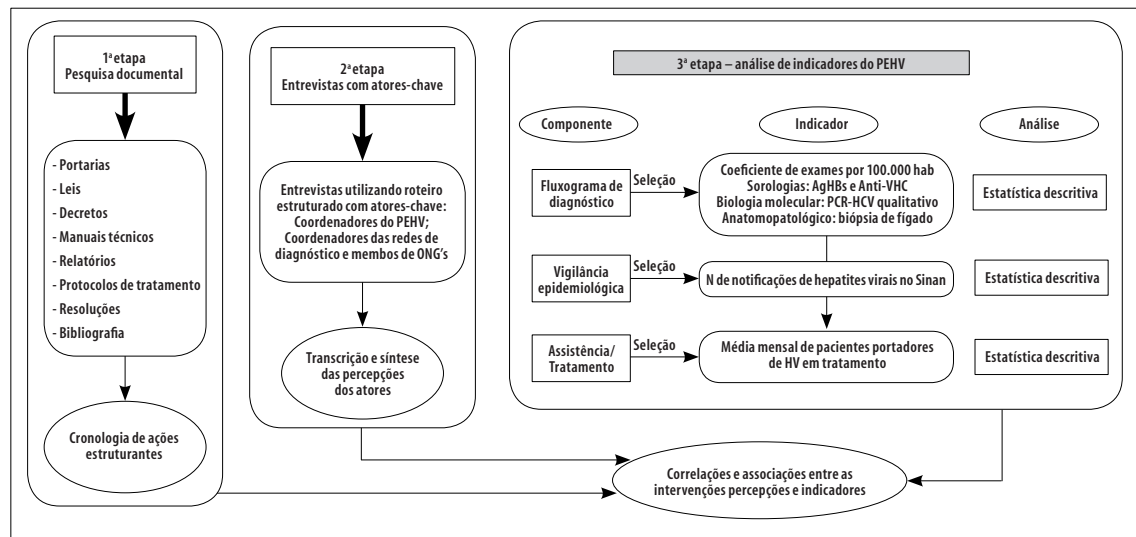 1ª etapa
Pesquisa documental
- Portarias
- Leis
- Decretos
- Manuais técnicos
- Relatórios
- Protocolos de tratamento
- Resoluções
- Bibliografia
Cronologia de ações
estruturantes
2ª etapa
Entrevistas com atores-chave
Entrevistas utilizando roteiro
estruturado com atores-chave:
Coordenadores do PEHV;
Coordenadores das redes de
diagnóstico e membos de ONG's
Transcrição e síntese
das percepções
dos atores
3ª etapa – análise de indicadores do PEHV
Componente
Indicador
Análise
Fluxograma de
diagnóstico
Seleção
Coeficiente de exames por 100.000 hab
Sorologias: AgHBs e Anti-VHC
Biologia molecular: PCR-HCV qualitativo
Anatomopatológico: biópsia de fígado
Estatística descritiva
Vigilância
epidemiológica
Seleção
N de notificações de hepatites virais no Sinan
Estatística descritiva
Assistência/
Tratamento
Seleção
Média mensal de pacientes portadores
de HV em tratamento
Estatística descritiva
Correlações e associações entre as
intervenções percepções e indicadores